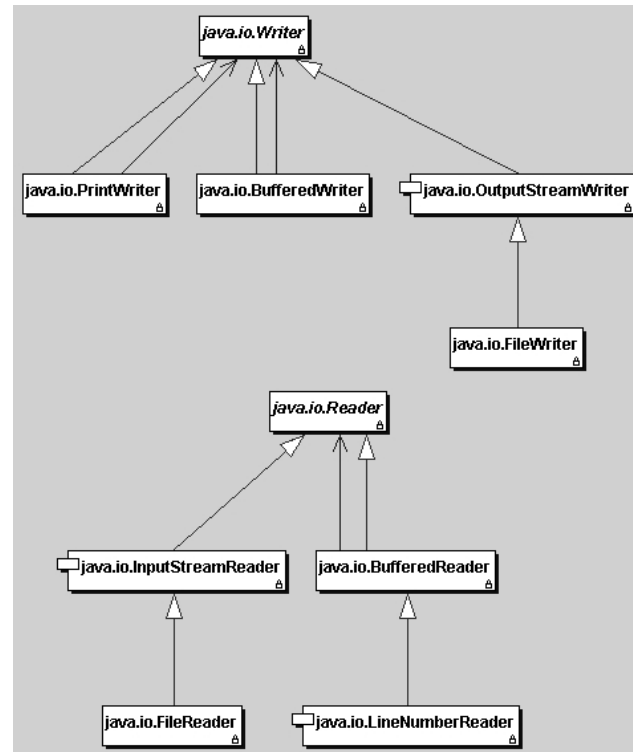 java.io.Writer
java.io.PrintWriter
java.io.BufferedWriter
java.io.OutputStreamWriter
java.io.FileWriter
java.io.Reader
java.io.InputStreamReader
java.io.BufferedReader
java.io.FileReader
java.io.LineNumberReader